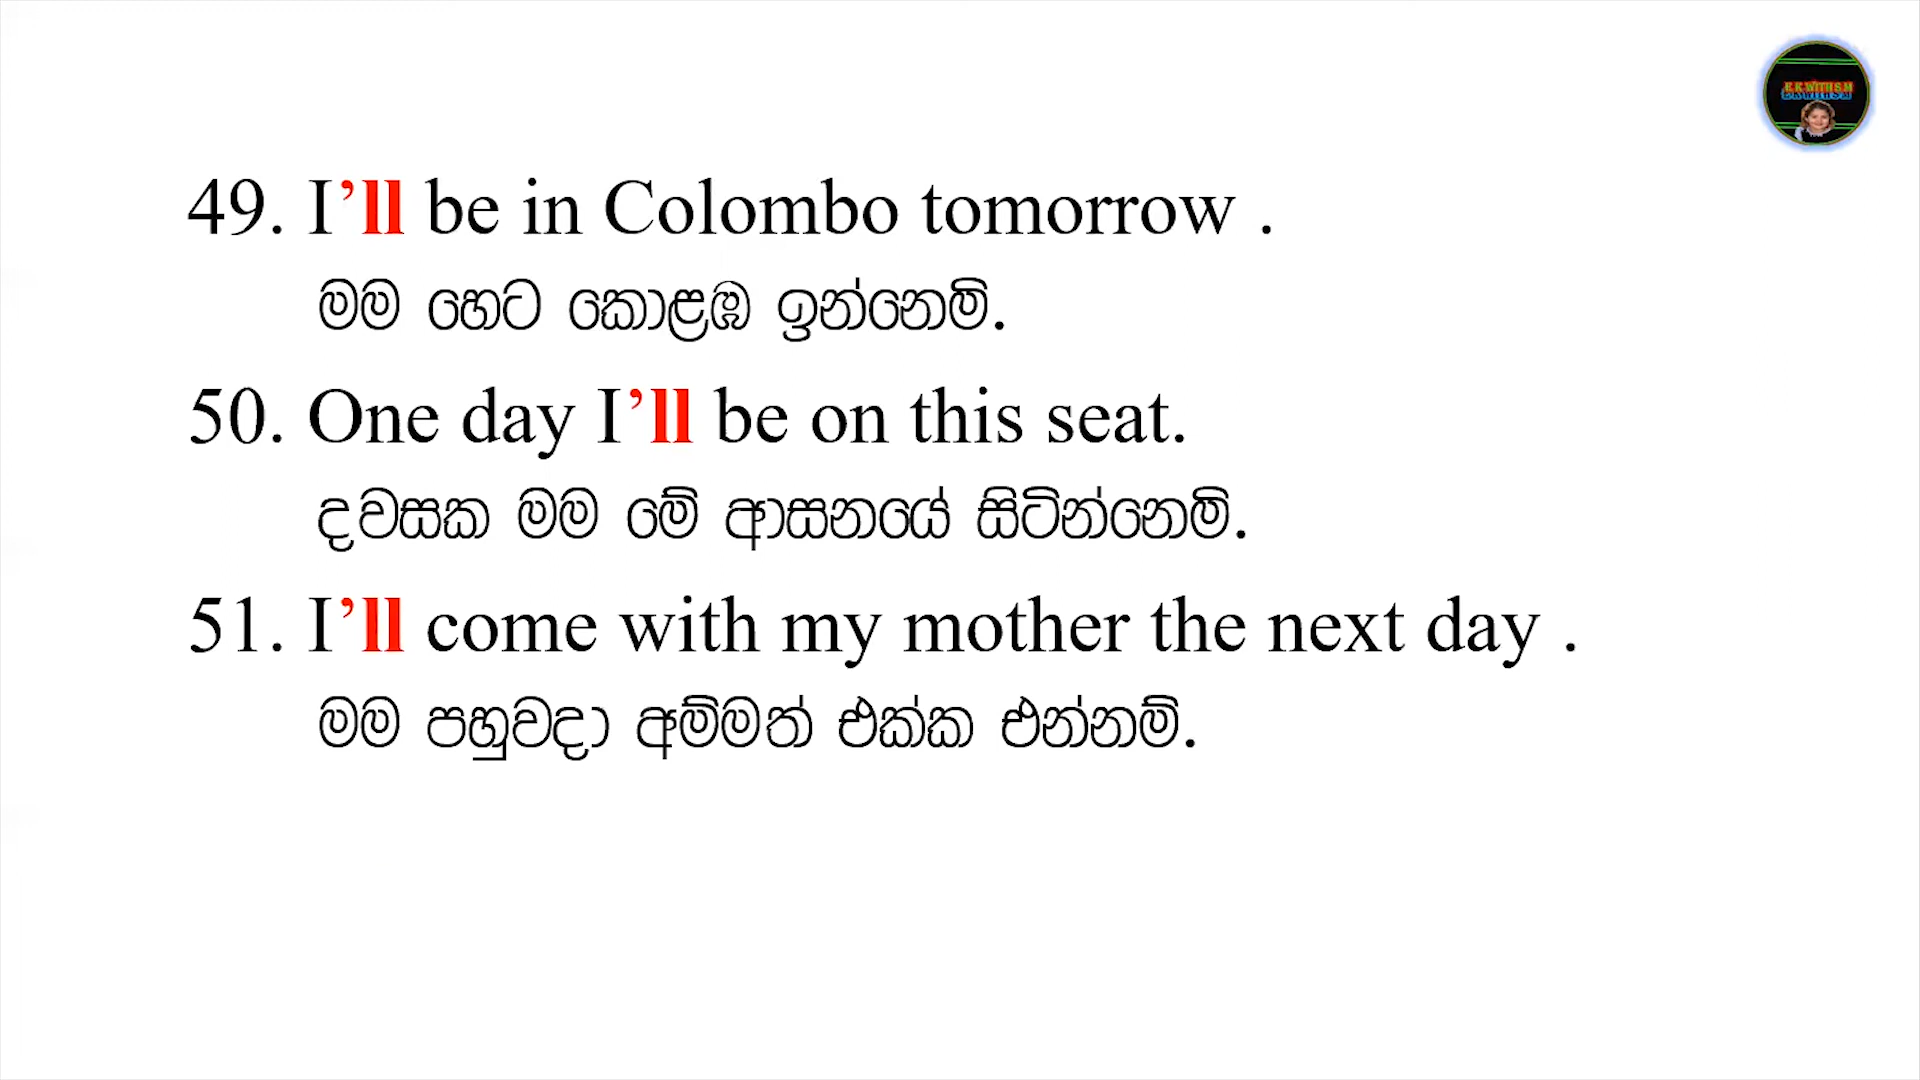 E.K.WITH S.M
49. I’ll be in Colombo tomorrow .
මම හෙට කොළඹ ඉන්නෙමි.
50. One day I’ll be on this seat.
දවසක මම මේ ආසනයේ සිටින්නෙමි.
51. I’ll come with my mother the next day .
මම පහුවදා අම්මත් එක්ක එන්නම්.